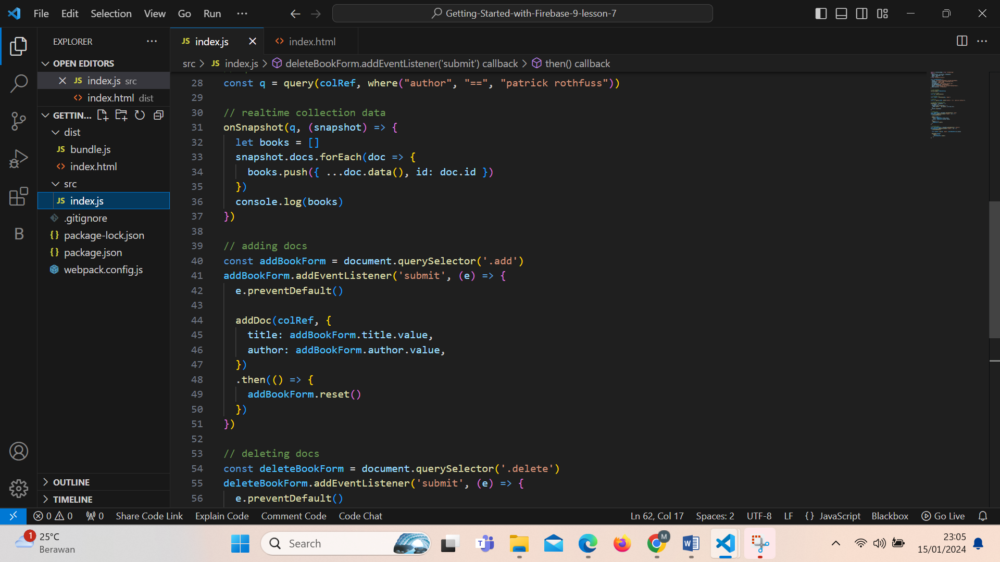 File Edit Selection View Go Run ···
Getting-Started-with-Firebase-9-lesson-7
EXPLORER
OPEN EDITORS
JS index.js src
<> index.html dist
GETTIN...
dist
JS bundle.js
<> index.html
src
JS index.js
.gitignore
{} package-lock.json
{} package.json
webpack.config.js
B
OUTLINE
TIMELINE
JS index.js
<> index.html
src > JS index.js > deleteBookForm.addEventListener('submit') callback > then() callback
28 const q = query(colRef, where("author", "==", "patrick rothfuss"))
29
30 // realtime collection data
31 onSnapshot(q, (snapshot) => {
32 let books = []
33 snapshot.docs.forEach(doc => {
34 books.push({ ...doc.data(), id: doc.id })
35 })
36 console.log(books)
37 })
38
39 // adding docs
40 const addBookForm = document.querySelector('.add')
41 addBookForm.addEventListener('submit', (e) => {
42 e.preventDefault()
43
44 addDoc(colRef, {
45 title: addBookForm.title.value,
46 author: addBookForm.author.value,
47 })
48 .then(() => {
49 addBookForm.reset()
50 })
51 })
52
53 // deleting docs
54 const deleteBookForm = document.querySelector('.delete')
55 deleteBookForm.addEventListener('submit', (e) => {
56 e.preventDefault()
0 0 0 Share Code Link Explain Code Comment Code Code Chat
Ln 62, Col 17 Spaces: 2 UTF-8 LF {} JavaScript Blackbox Go Live
1
25°C
Berawan
Search
T
M
W
23:05
15/01/2024